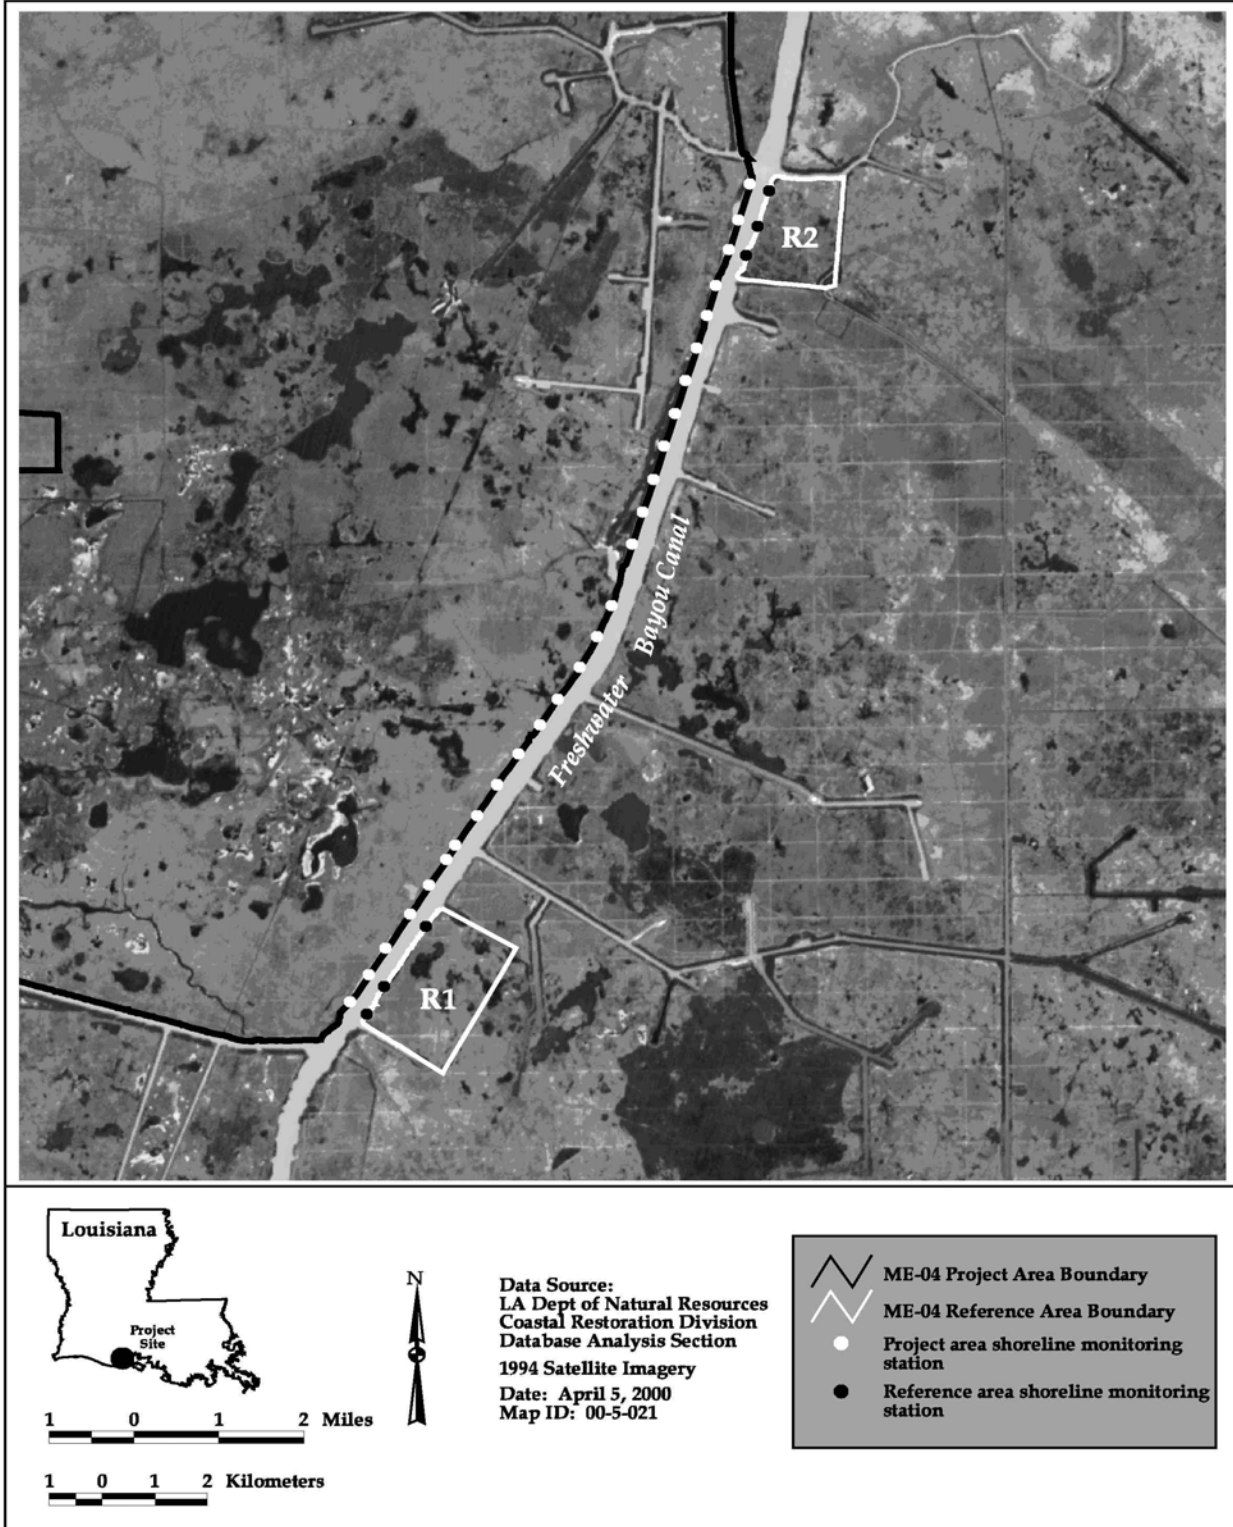 R2
Bayou Canal
Freshwater
R1
Louisiana
Project
Site
N
Data Source:
LA Dept of Natural Resources
Coastal Restoration Division
Database Analysis Section
1994 Satellite Imagery
Date: April 5, 2000
Map ID: 00-5-021
1 0 1 2 Miles
1 0 1 2 Kilometers
ME-04 Project Area Boundary
ME-04 Reference Area Boundary
Project area shoreline monitoring
station
Reference area shoreline monitoring
station